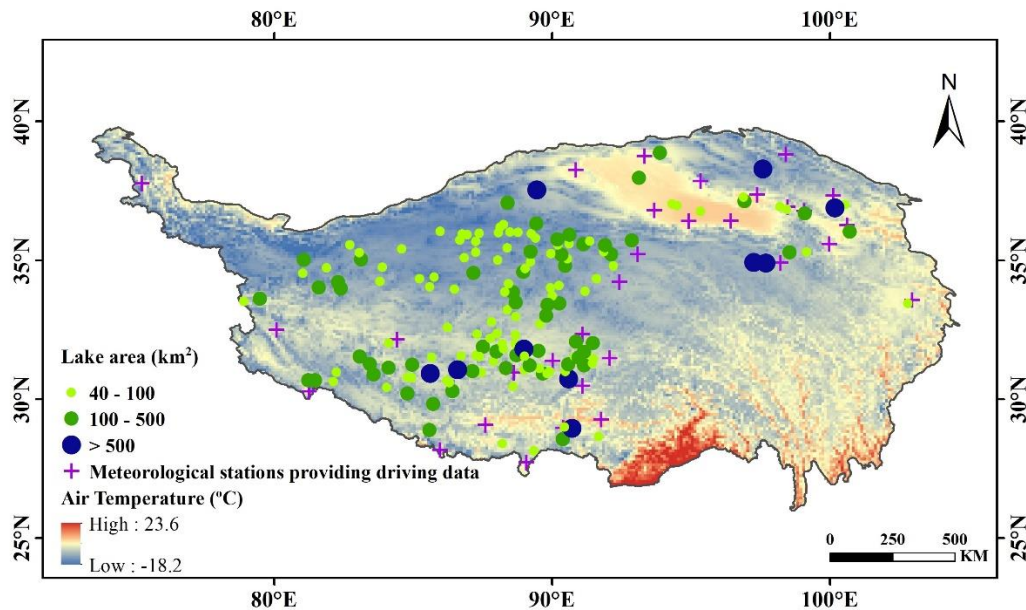 80°E 90°E 100°E
N
40°N 40°N
35°N 35°N
30°N 30°N
25°N 25°N
Lake area (km²)
40 - 100
100 - 500
> 500
Meteorological stations providing driving data
Air Temperature (ºC)
High : 23.6
Low : -18.2
0 250 500
KM
80°E 90°E 100°E